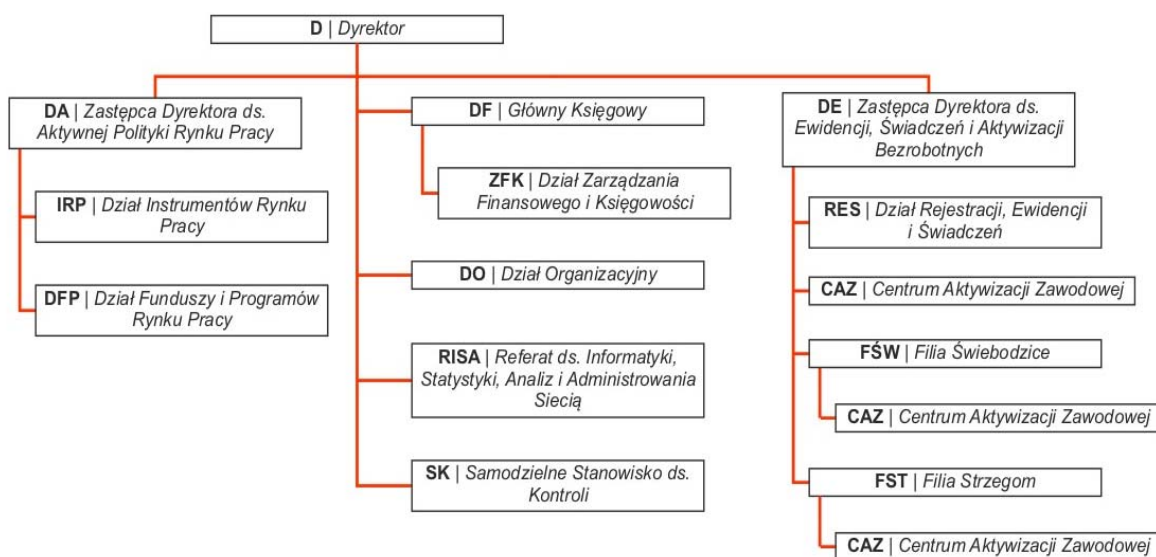 D | Dyrektor
DA | Zastępca Dyrektora ds.
Aktywnej Polityki Rynku Pracy
IRP | Dział Instrumentów Rynku
Pracy
DFP | Dział Funduszy i Programów
Rynku Pracy
DF | Główny Księgowy
ZFK | Dział Zarządzania
Finansowego i Księgowości
DO | Dział Organizacyjny
RISA | Referat ds. Informatyki,
Statystyki, Analiz i Administrowania
Siecią
SK | Samodzielne Stanowisko ds.
Kontroli
DE | Zastępca Dyrektora ds.
Ewidencji, Świadczeń i Aktywizacji
Bezrobotnych
RES | Dział Rejestracji, Ewidencji
i Świadczeń
CAZ | Centrum Aktywizacji Zawodowej
FŚW | Filia Świebodzice
CAZ | Centrum Aktywizacji Zawodowej
FST | Filia Strzegom
CAZ | Centrum Aktywizacji Zawodowej